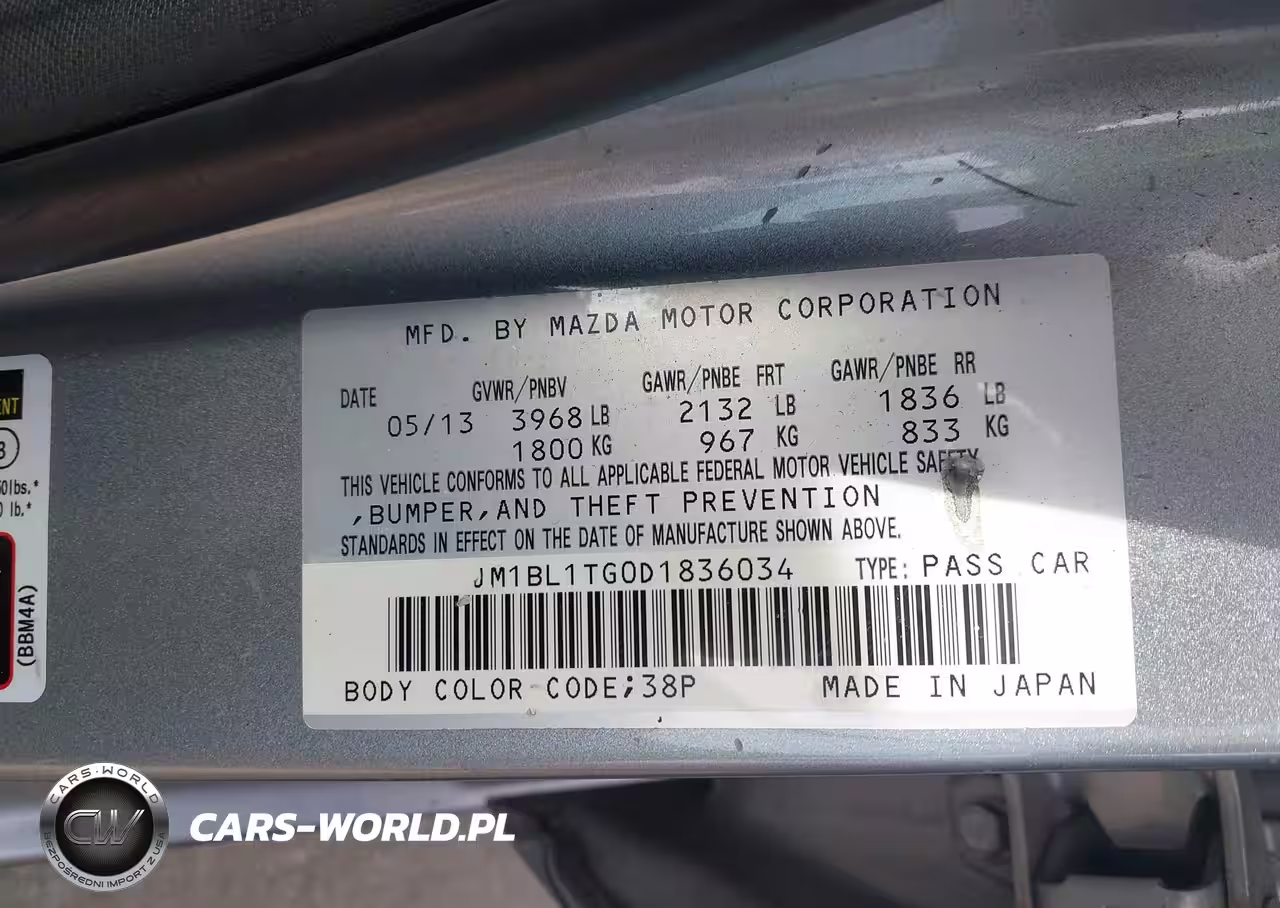 MFD. BY MAZDA MOTOR CORPORATION
DATE GVWR/PNBV GAWR/PNBE FRT GAWR/PNBE RR
05/13 3968 LB 2132 LB 1836 LB
1800 KG 967 KG 833 KG
THIS VEHICLE CONFORMS TO ALL APPLICABLE FEDERAL MOTOR VEHICLE SAFETY
,BUMPER,AND THEFT PREVENTION
STANDARDS IN EFFECT ON THE DATE OF MANUFACTURE SHOWN ABOVE.
JM1BL1TG0D1836034 TYPE: PASS CAR
BODY COLOR CODE;38P MADE IN JAPAN
(BBM4A)
CARS-WORLD
CW
BEZPOŚREDNI IMPORT Z USA
CARS-WORLD.PL